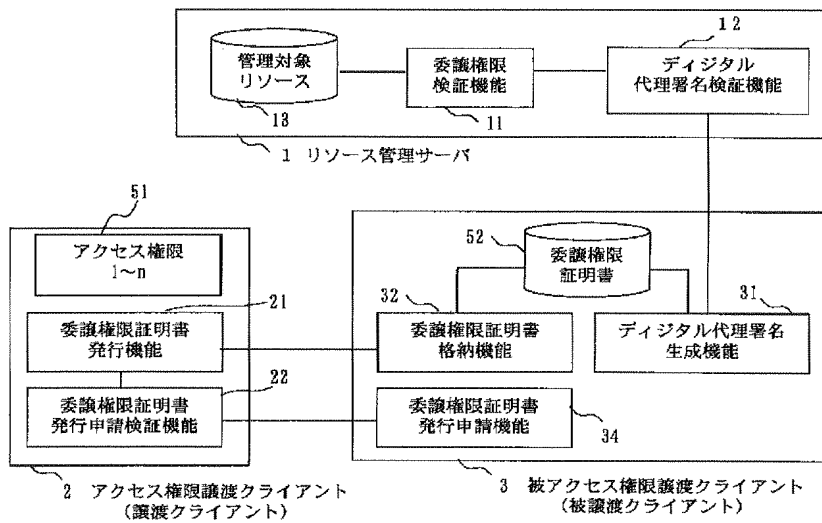 12
管理対象
リソース
13
委譲権限
検証機能
11
ディジタル
代理署名検証機能
1 リソース管理サーバ
51
アクセス権限
1~n
21
委譲権限証明書
発行機能
22
委譲権限証明書
発行申請検証機能
2 アクセス権限譲渡クライアント
(譲渡クライアント)
52
委譲権限
証明書
32
委譲権限証明書
格納機能
31
ディジタル代理署名
生成機能
委譲権限証明書
発行申請機能
34
3 被アクセス権限譲渡クライアント
(被譲渡クライアント)